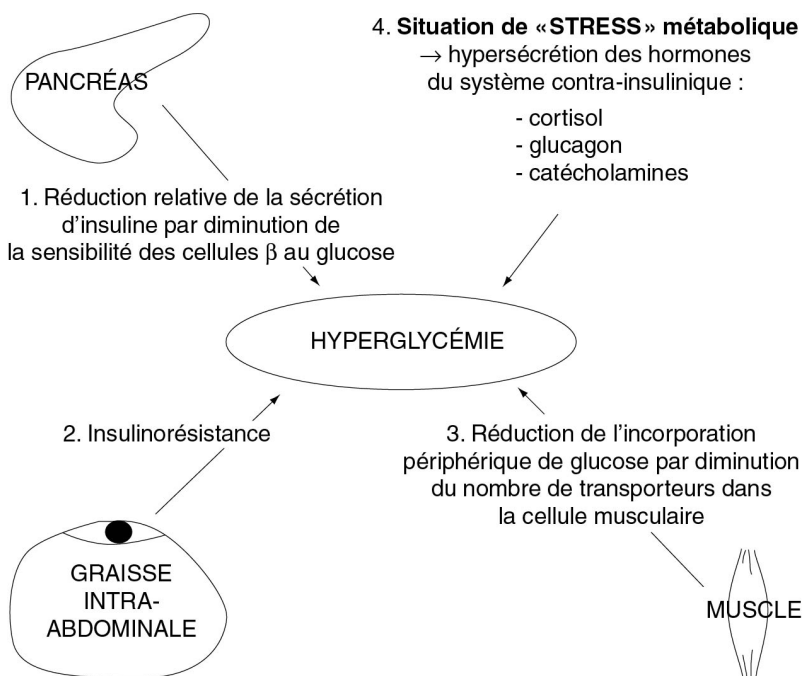 PANCRÉAS
4. Situation de «STRESS» métabolique
→ hypersécrétion des hormones
du système contra-insulinique :
- cortisol
- glucagon
- catécholamines
1. Réduction relative de la sécrétion
d’insuline par diminution de
la sensibilité des cellules β au glucose
HYPERGLYCÉMIE
2. Insulinorésistance
3. Réduction de l’incorporation
périphérique de glucose par diminution
du nombre de transporteurs dans
la cellule musculaire
GRAISSE
INTRA-
ABDOMINALE
MUSCLE